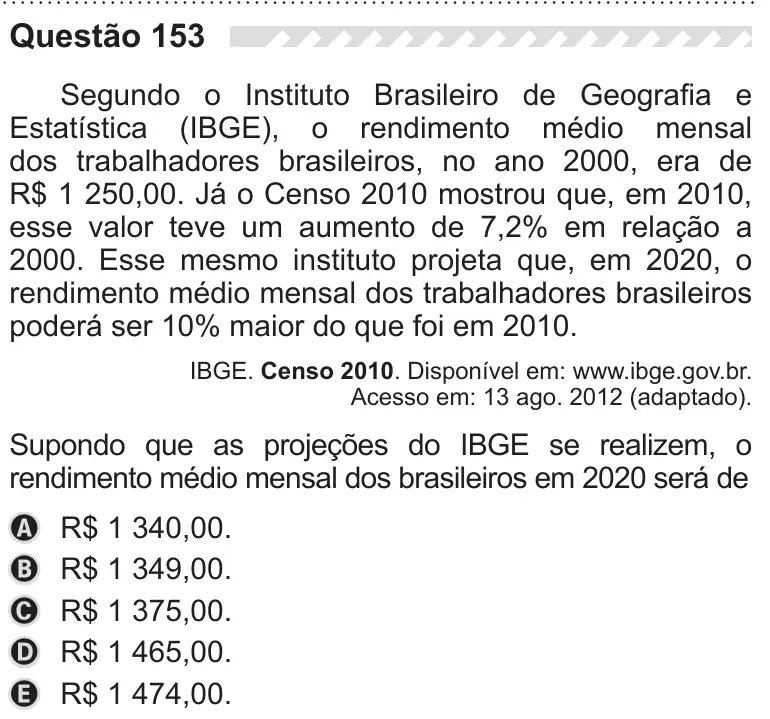 Questão 153
Segundo o Instituto Brasileiro de Geografia e
Estatística (IBGE), o rendimento médio mensal
dos trabalhadores brasileiros, no ano 2000, era de
R$ 1 250,00. Já o Censo 2010 mostrou que, em 2010,
esse valor teve um aumento de 7,2% em relação a
2000. Esse mesmo instituto projeta que, em 2020, o
rendimento médio mensal dos trabalhadores brasileiros
poderá ser 10% maior do que foi em 2010.
IBGE. Censo 2010. Disponível em: www.ibge.gov.br.
Acesso em: 13 ago. 2012 (adaptado).
Supondo que as projeções do IBGE se realizem, o
rendimento médio mensal dos brasileiros em 2020 será de
A R$ 1 340,00.
B R$ 1 349,00.
C R$ 1 375,00.
D R$ 1 465,00.
E R$ 1 474,00.